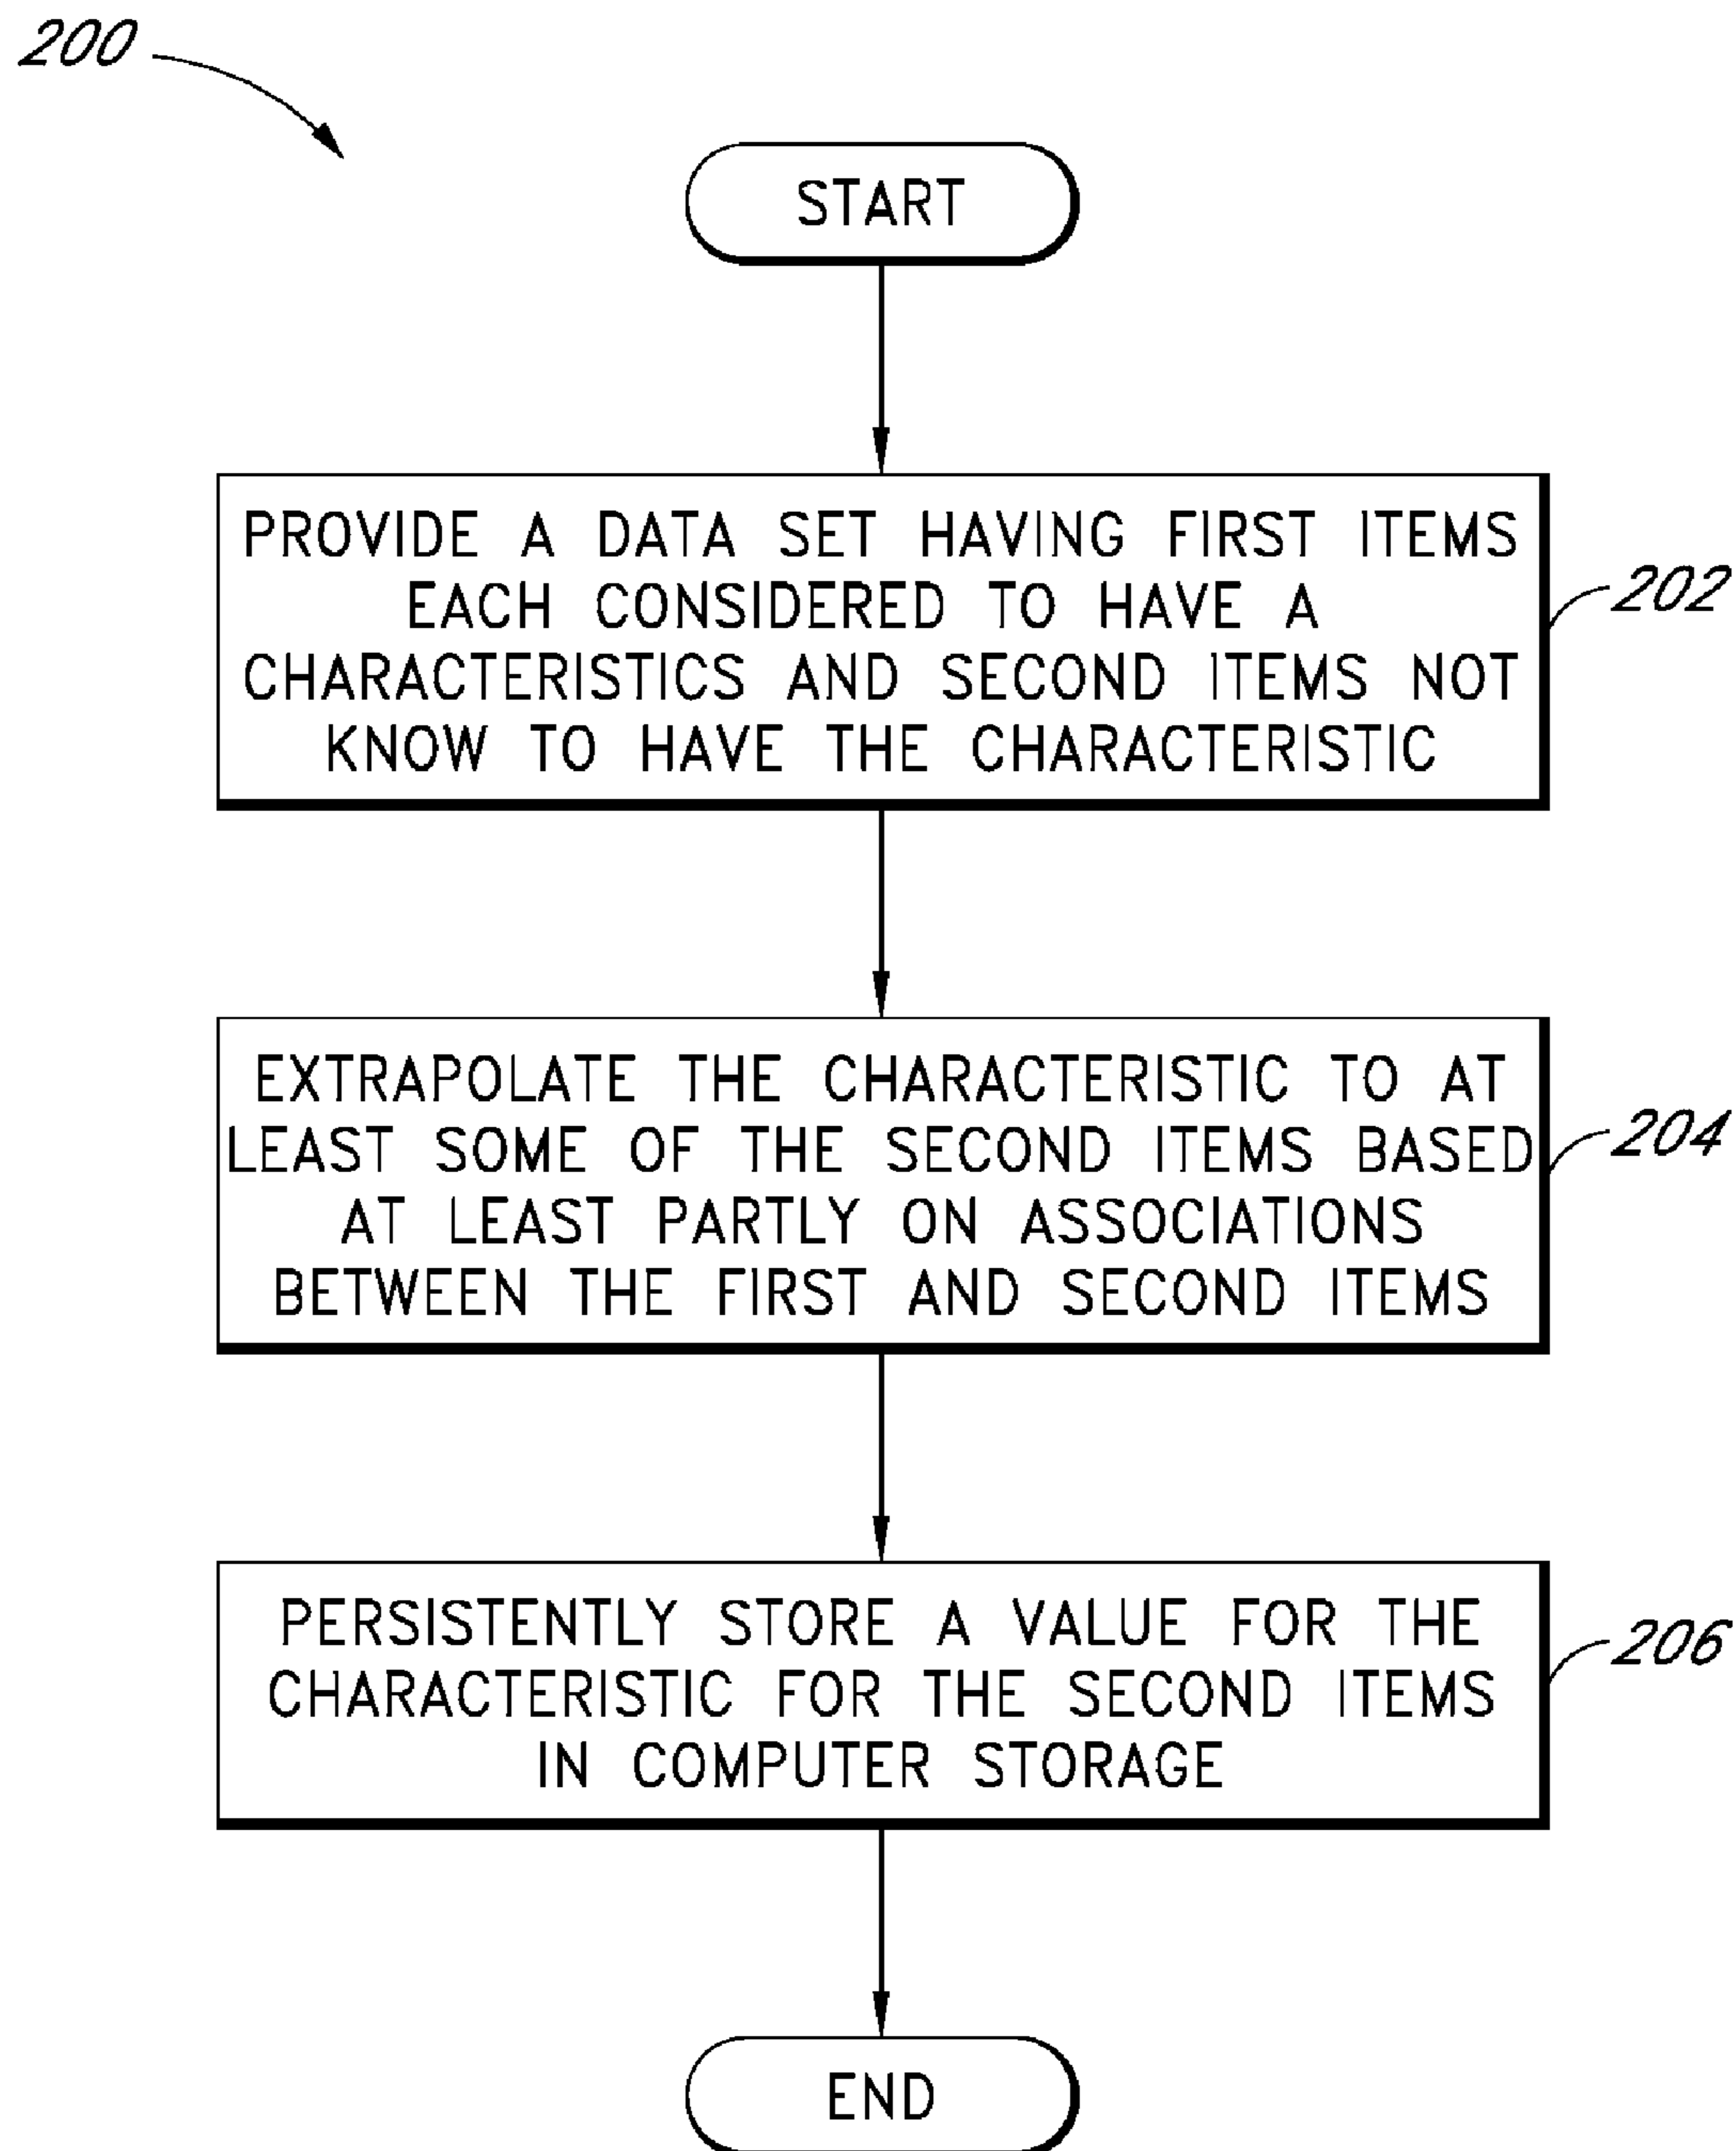 200
START
PROVIDE A DATA SET HAVING FIRST ITEMS
EACH CONSIDERED TO HAVE A
CHARACTERISTICS AND SECOND ITEMS NOT
KNOW TO HAVE THE CHARACTERISTIC
202
EXTRAPOLATE THE CHARACTERISTIC TO AT
LEAST SOME OF THE SECOND ITEMS BASED
AT LEAST PARTLY ON ASSOCIATIONS
BETWEEN THE FIRST AND SECOND ITEMS
204
PERSISTENTLY STORE A VALUE FOR THE
CHARACTERISTIC FOR THE SECOND ITEMS
IN COMPUTER STORAGE
206
END